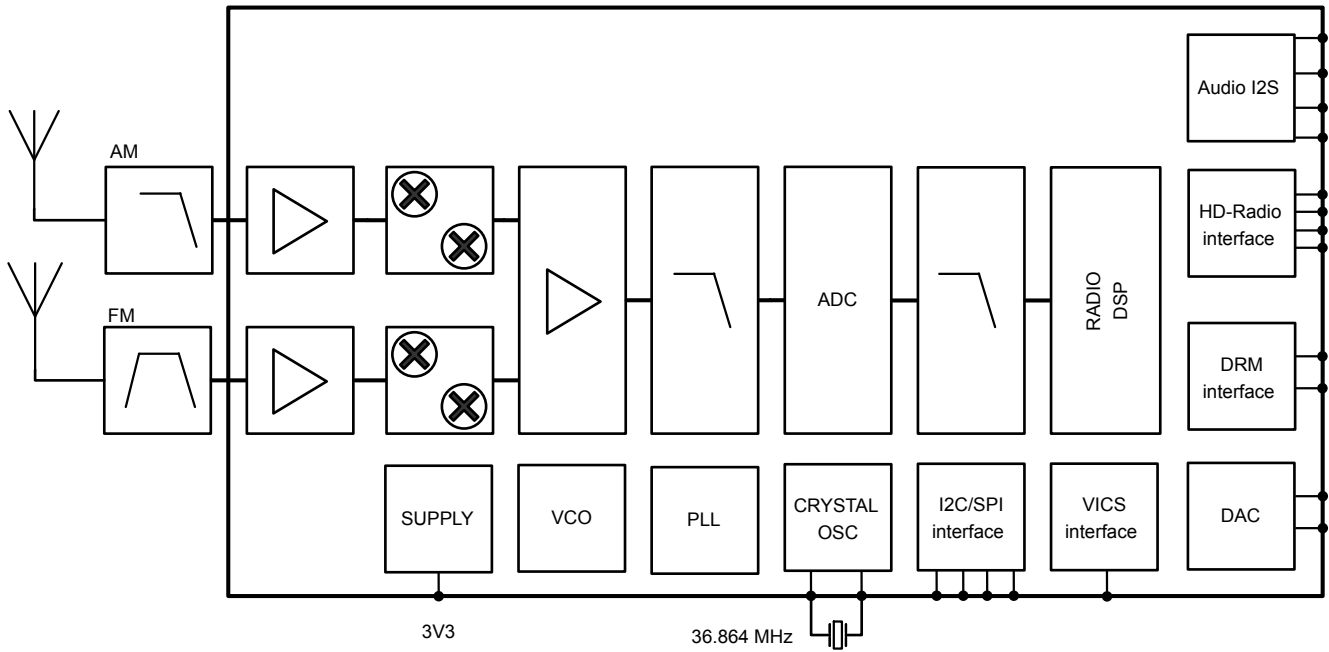 Audio I2S
AM
HD-Radio
interface
FM
ADC
RADIO
DSP
DRM
interface
SUPPLY
VCO
PLL
CRYSTAL
OSC
I2C/SPI
interface
VICS
interface
DAC
3V3
36.864 MHz